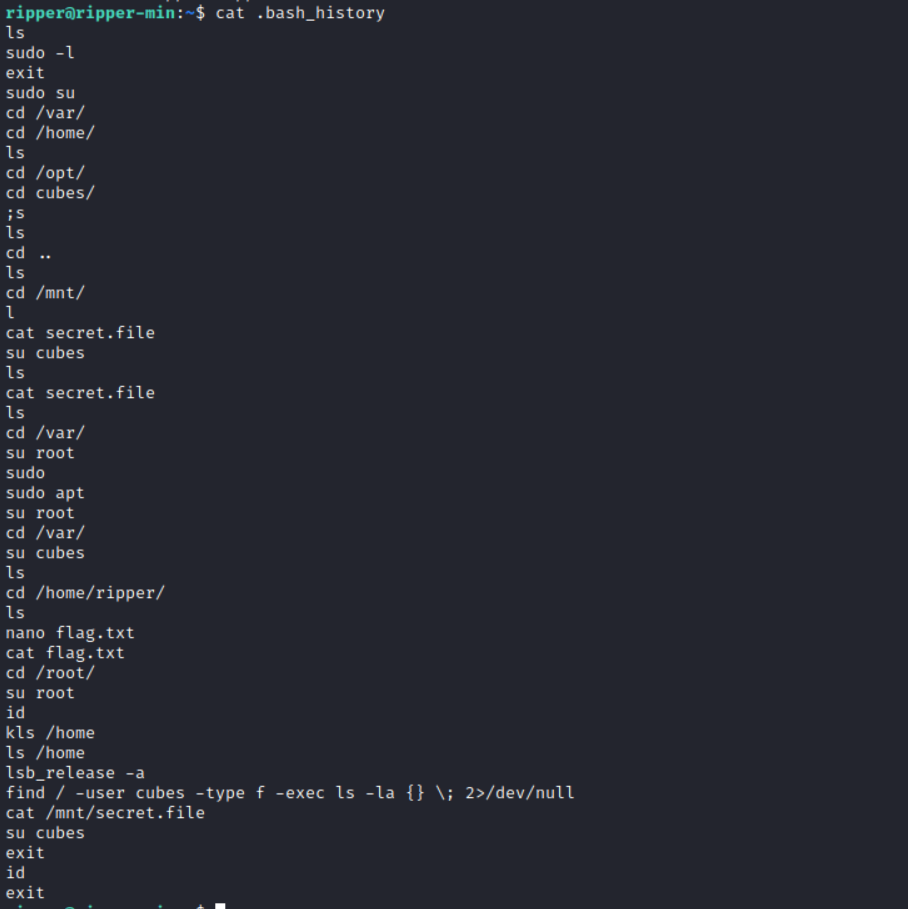 ripper@ripper-min:~$ cat .bash_history
ls
sudo -l
exit
sudo su
cd /var/
cd /home/
ls
cd /opt/
cd cubes/
;s
ls
cd ..
ls
cd /mnt/
l
cat secret.file
su cubes
ls
cat secret.file
ls
cd /var/
su root
sudo
sudo apt
su root
cd /var/
su cubes
ls
cd /home/ripper/
ls
nano flag.txt
cat flag.txt
cd /root/
su root
id
kls /home
ls /home
lsb_release -a
find / -user cubes -type f -exec ls -la {} \; 2>/dev/null
cat /mnt/secret.file
su cubes
exit
id
exit